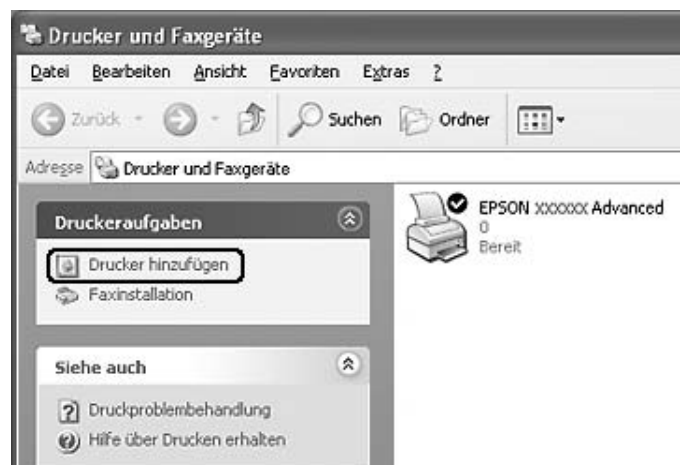 Drucker und Faxgeräte
Datei Bearbeiten Ansicht Favoriten Extras ?
Zurück Suchen Ordner
Adresse Drucker und Faxgeräte
Druckeraufgaben
Drucker hinzufügen
Faxinstallation
Siehe auch
Druckproblembehandlung
Hilfe über Drucken erhalten
EPSON XXXXXX Advanced
0
Bereit